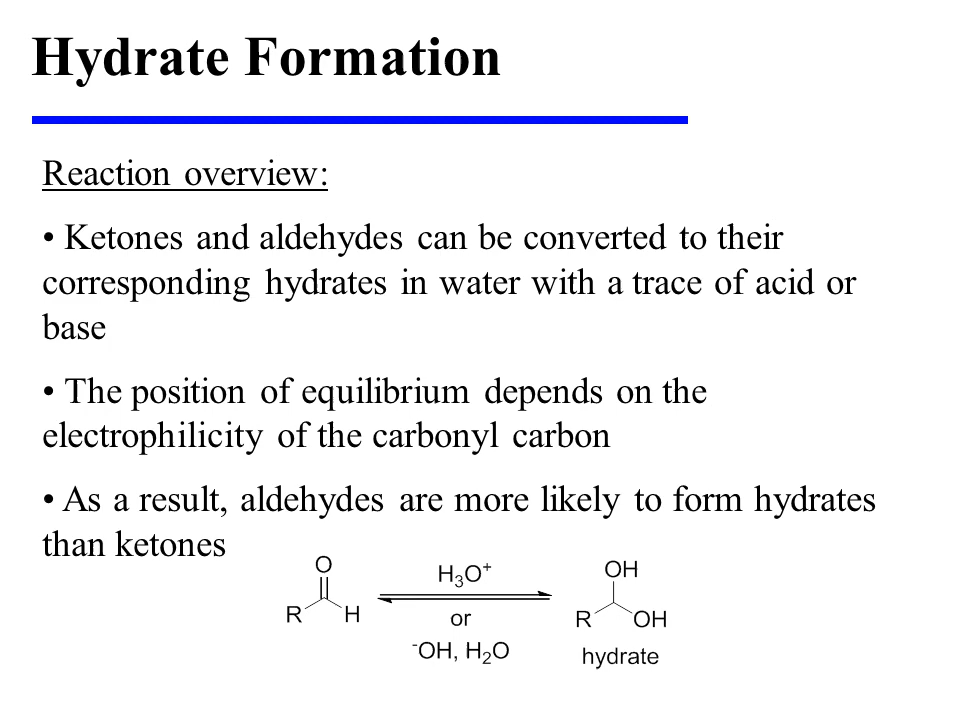 Hydrate Formation
Reaction overview:
• Ketones and aldehydes can be converted to their
corresponding hydrates in water with a trace of acid or
base
• The position of equilibrium depends on the
electrophilicity of the carbonyl carbon
• As a result, aldehydes are more likely to form hydrates
than ketones
O
R H
H₃O⁺
or
⁻OH, H₂O
OH
R OH
hydrate